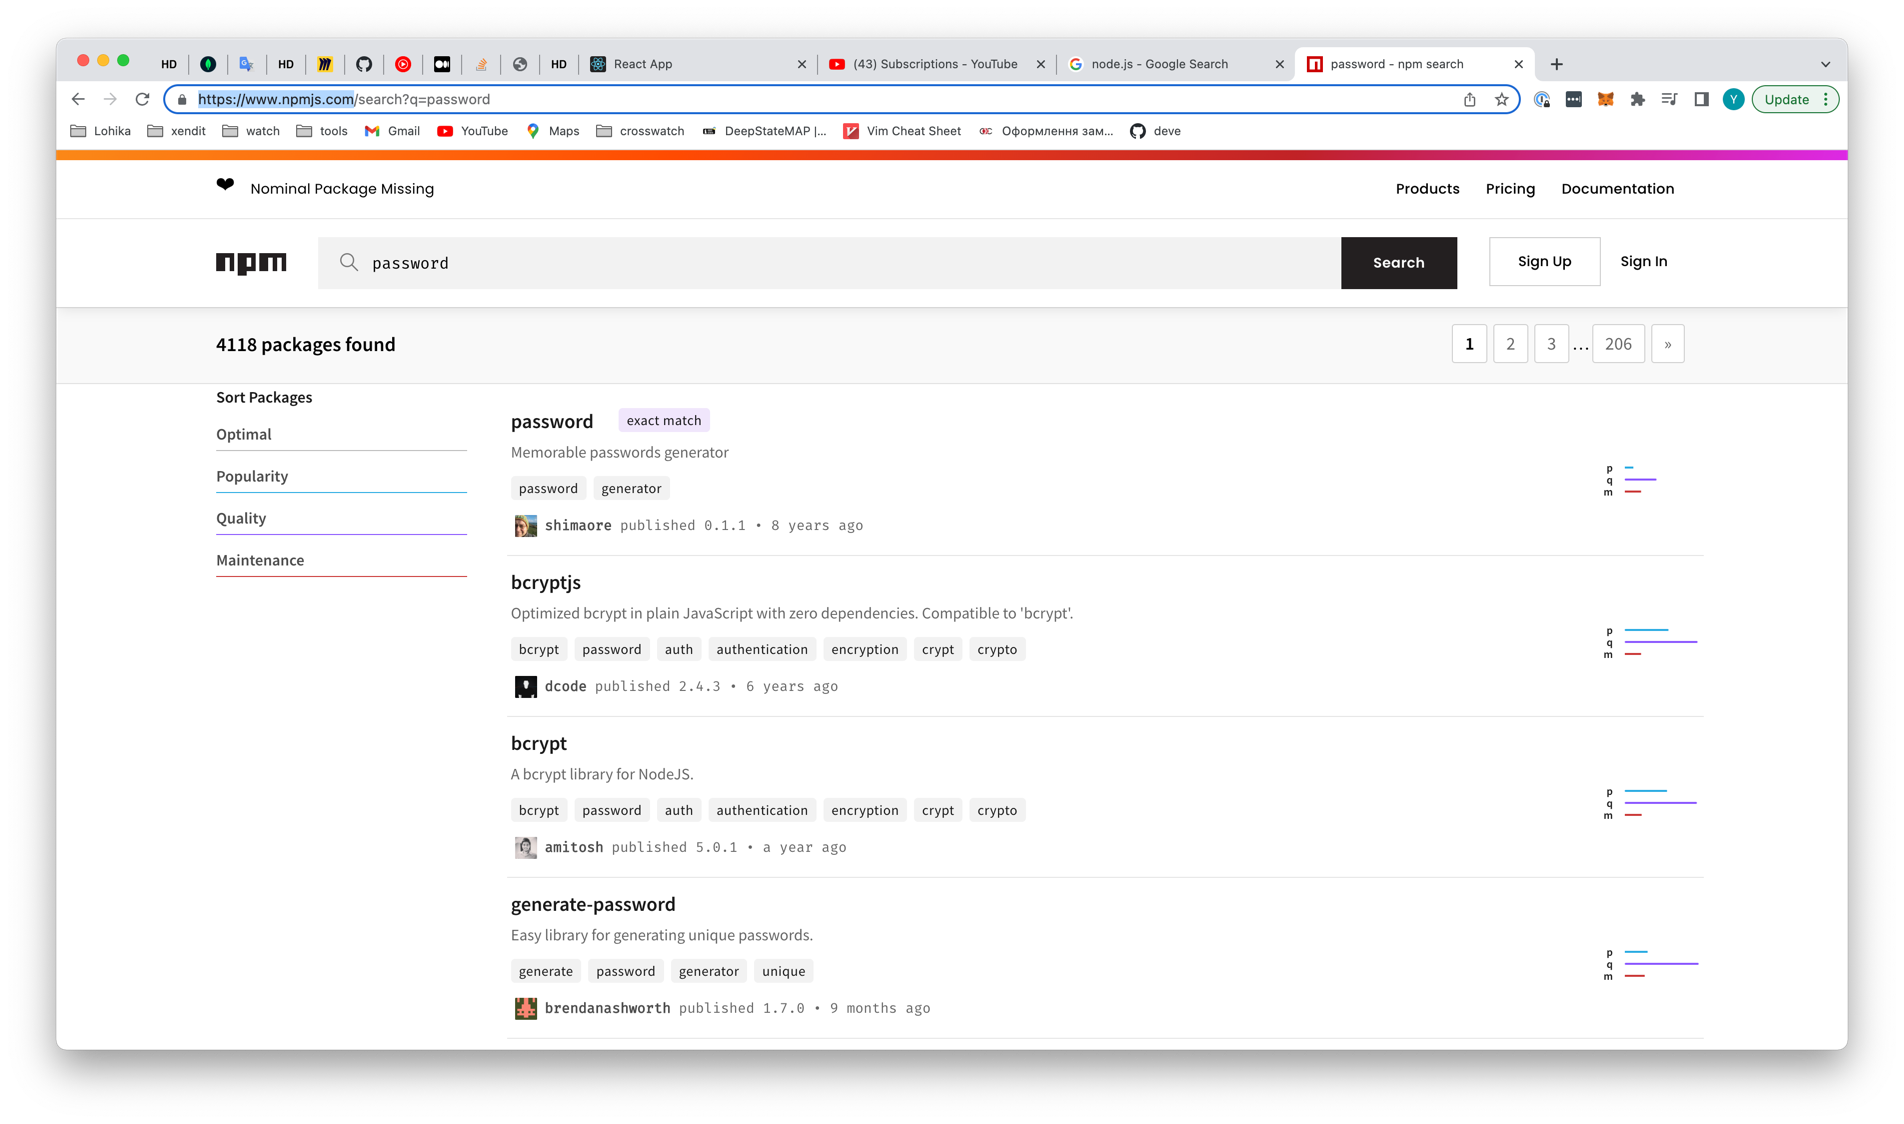 HD
HD
HD
React App
(43) Subscriptions - YouTube
node.js - Google Search
password - npm search
https://www.npmjs.com/search?q=password
Y
Update
Lohika
xendit
watch
tools
Gmail
YouTube
Maps
crosswatch
DeepStateMAP |...
Vim Cheat Sheet
Оформлення зам...
deve
❤ Nominal Package Missing
Products
Pricing
Documentation
npm
password
Search
Sign Up
Sign In
4118 packages found
1 2 3 ... 206 »
Sort Packages
Optimal
Popularity
Quality
Maintenance
password exact match
Memorable passwords generator
password generator
shimaore published 0.1.1 • 8 years ago
p
q
m
bcryptjs
Optimized bcrypt in plain JavaScript with zero dependencies. Compatible to 'bcrypt'.
bcrypt password auth authentication encryption crypt crypto
dcode published 2.4.3 • 6 years ago
p
q
m
bcrypt
A bcrypt library for NodeJS.
bcrypt password auth authentication encryption crypt crypto
amitosh published 5.0.1 • a year ago
p
q
m
generate-password
Easy library for generating unique passwords.
generate password generator unique
brendanashworth published 1.7.0 • 9 months ago
p
q
m